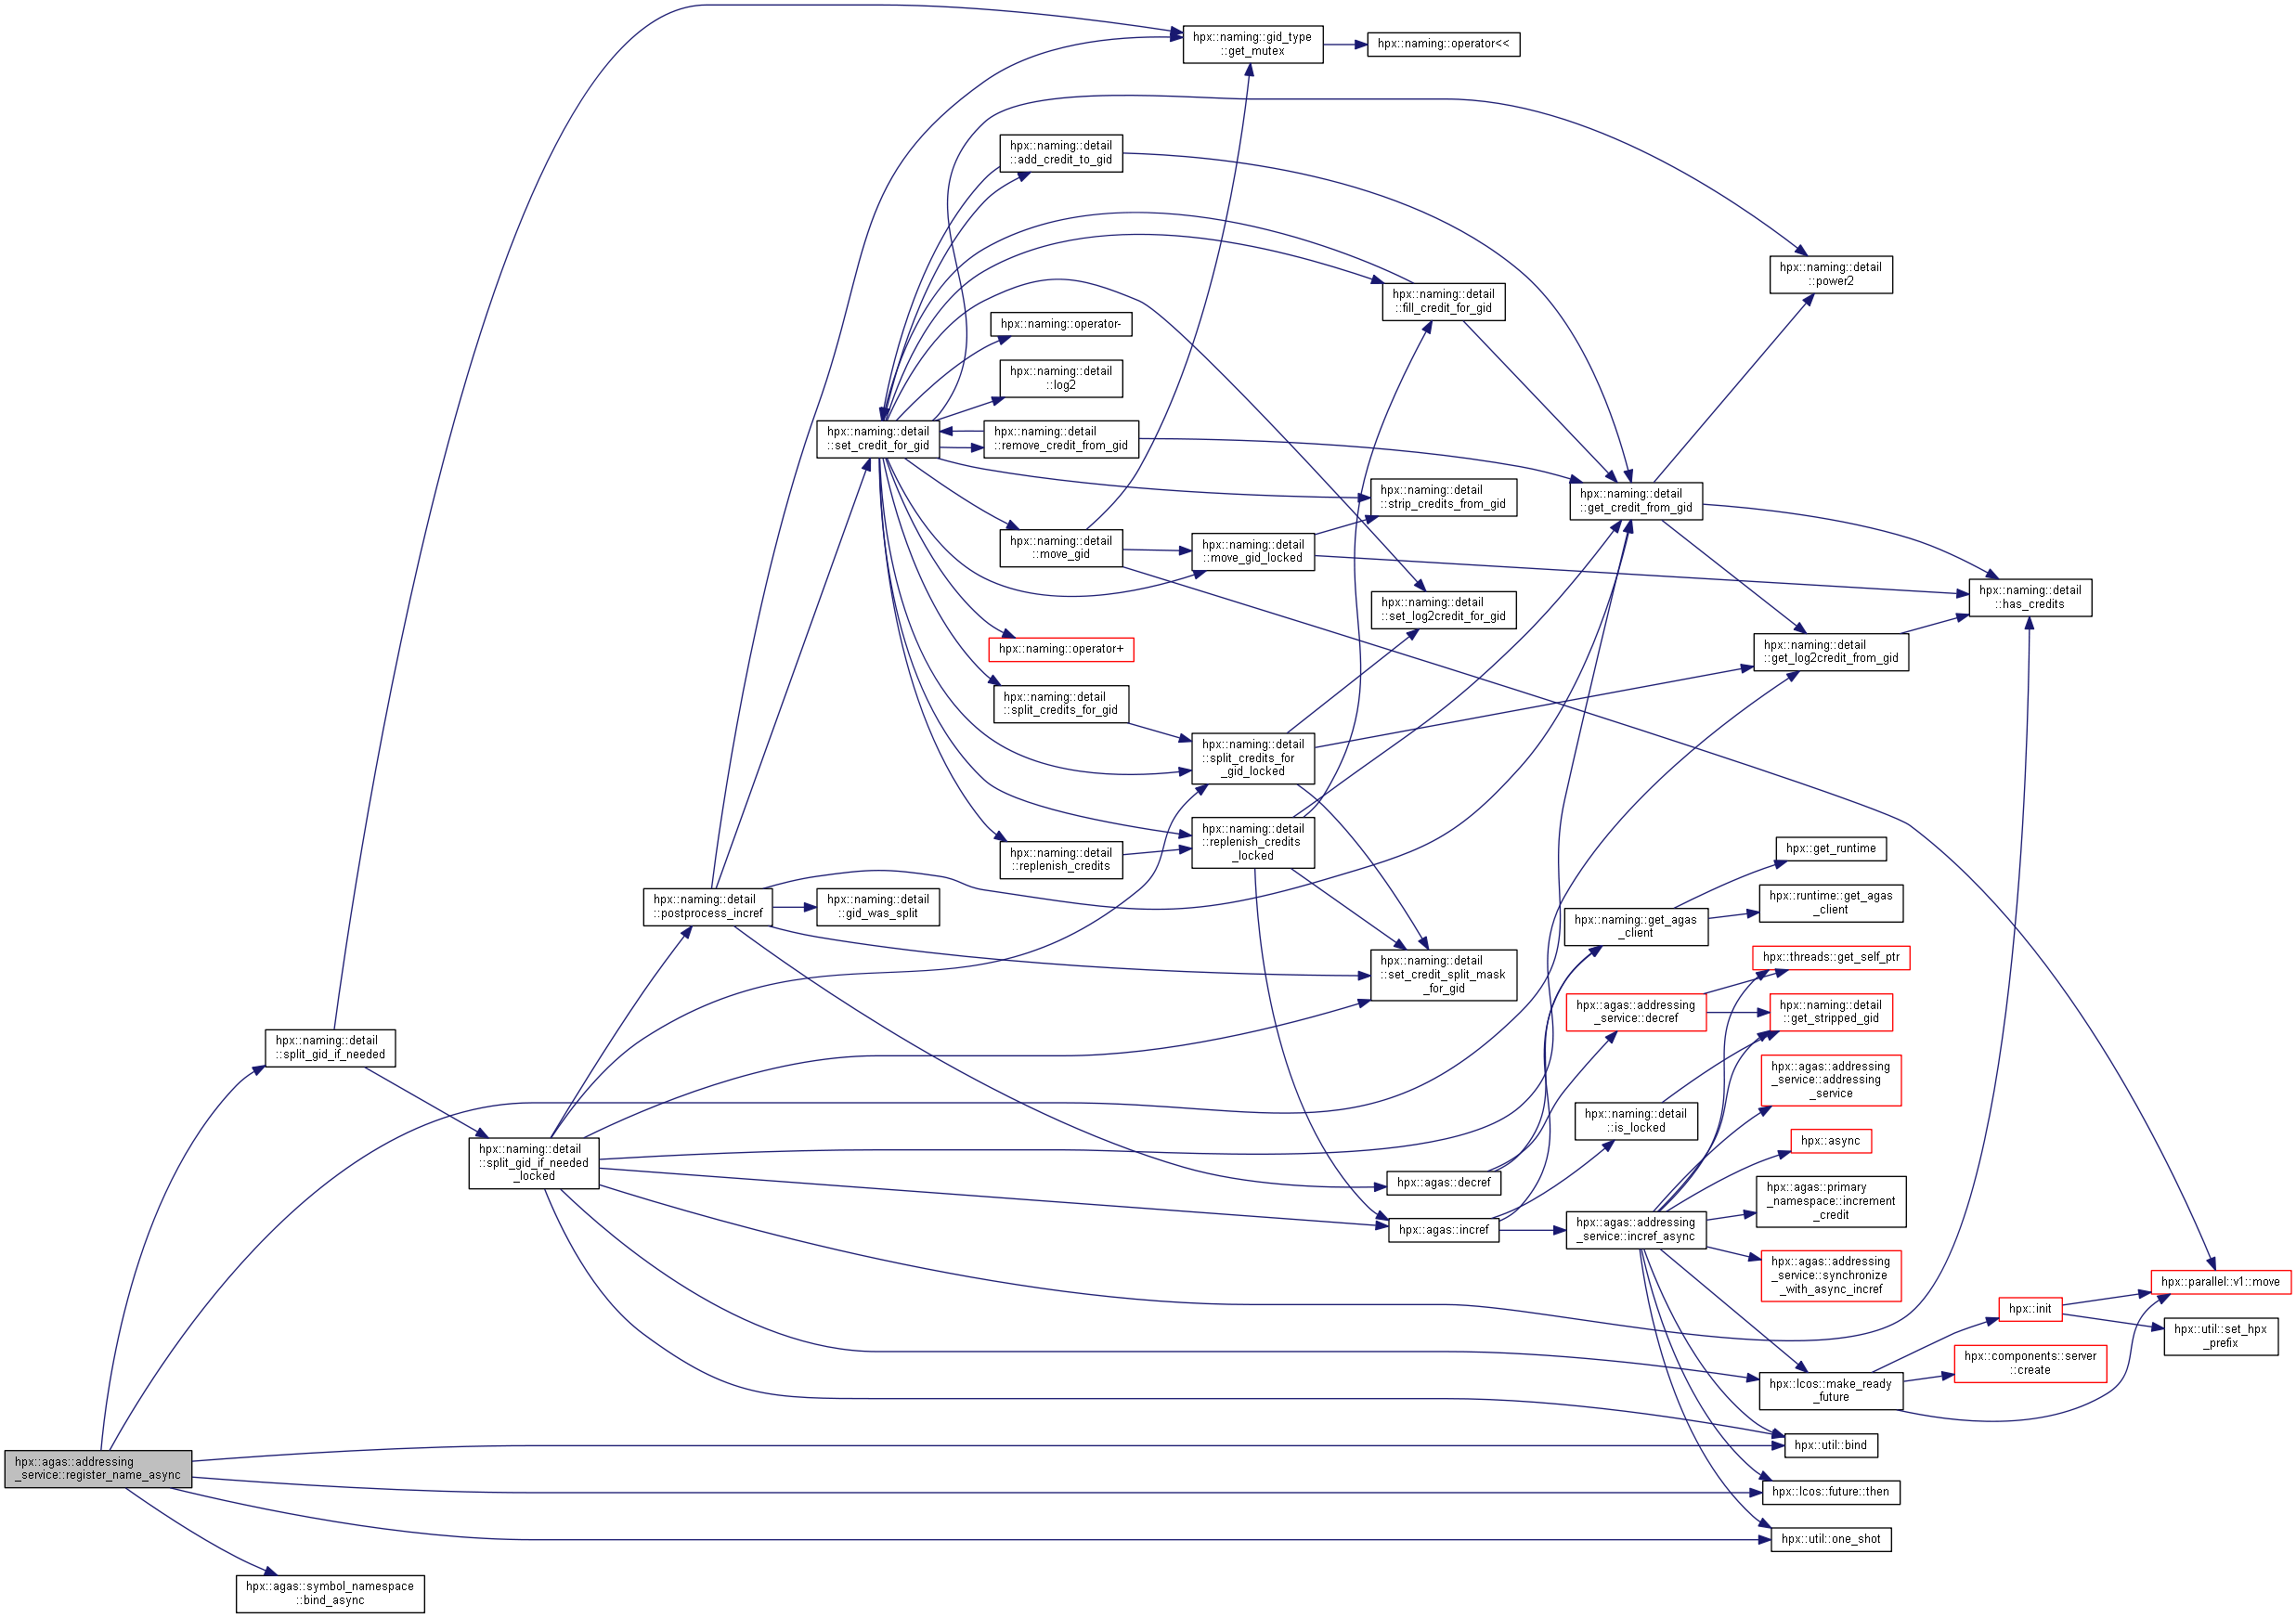 hpx::naming::gid_type
::get_mutex
hpx::naming::operator<<
hpx::naming::detail
::add_credit_to_gid
hpx::naming::detail
::power2
hpx::naming::detail
::fill_credit_for_gid
hpx::naming::operator-
hpx::naming::detail
::log2
hpx::naming::detail
::set_credit_for_gid
hpx::naming::detail
::remove_credit_from_gid
hpx::naming::detail
::strip_credits_from_gid
hpx::naming::detail
::get_credit_from_gid
hpx::naming::detail
::move_gid
hpx::naming::detail
::move_gid_locked
hpx::naming::detail
::has_credits
hpx::naming::detail
::set_log2credit_for_gid
hpx::naming::operator+
hpx::naming::detail
::get_log2credit_from_gid
hpx::naming::detail
::split_credits_for_gid
hpx::naming::detail
::split_credits_for
_gid_locked
hpx::naming::detail
::replenish_credits
_locked
hpx::naming::detail
::replenish_credits
hpx::get_runtime
hpx::naming::detail
::postprocess_incref
hpx::naming::detail
::gid_was_split
hpx::runtime::get_agas
_client
hpx::naming::get_agas
_client
hpx::naming::detail
::set_credit_split_mask
_for_gid
hpx::threads::get_self_ptr
hpx::agas::addressing
_service::decref
hpx::naming::detail
::get_stripped_gid
hpx::naming::detail
::split_gid_if_needed
hpx::agas::addressing
_service::addressing
_service
hpx::naming::detail
::is_locked
hpx::async
hpx::naming::detail
::split_gid_if_needed
_locked
hpx::agas::decref
hpx::agas::primary
_namespace::increment
_credit
hpx::agas::incref
hpx::agas::addressing
_service::incref_async
hpx::agas::addressing
_service::synchronize
_with_async_incref
hpx::parallel::v1::move
hpx::init
hpx::util::set_hpx
_prefix
hpx::components::server
::create
hpx::lcos::make_ready
_future
hpx::util::bind
hpx::agas::addressing
_service::register_name_async
hpx::lcos::future::then
hpx::util::one_shot
hpx::agas::symbol_namespace
::bind_async